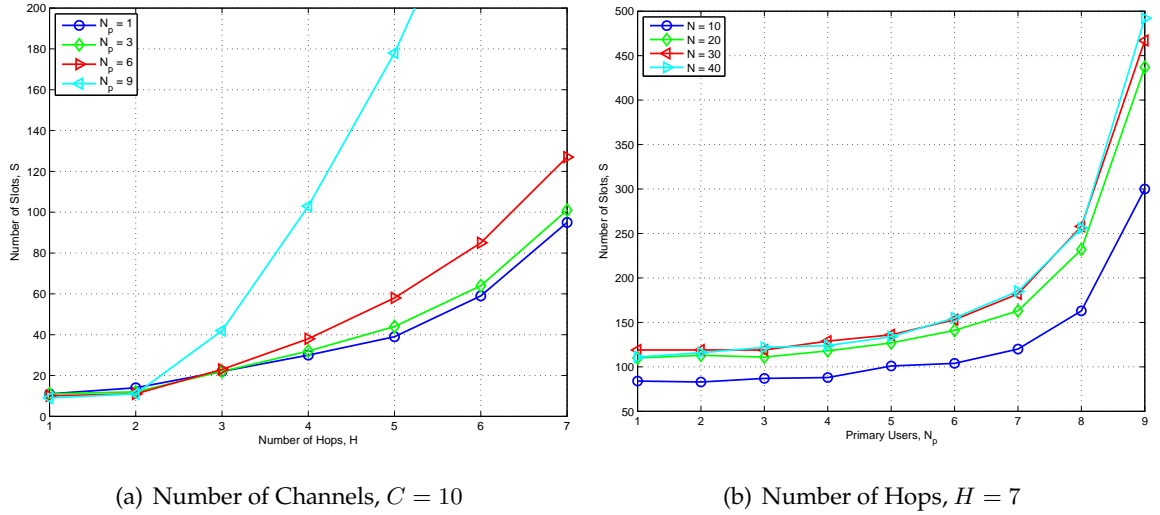 200
180
160
140
120
100
80
60
40
20
0
Number of Slots, S
1 2 3 4 5 6 7
Number of Hops, H
N_p = 1
N_p = 3
N_p = 6
N_p = 9
(a) Number of Channels, C = 10
500
450
400
350
300
250
200
150
100
50
Number of Slots, S
1 2 3 4 5 6 7 8 9
Primary Users, N_p
N = 10
N = 20
N = 30
N = 40
(b) Number of Hops, H = 7